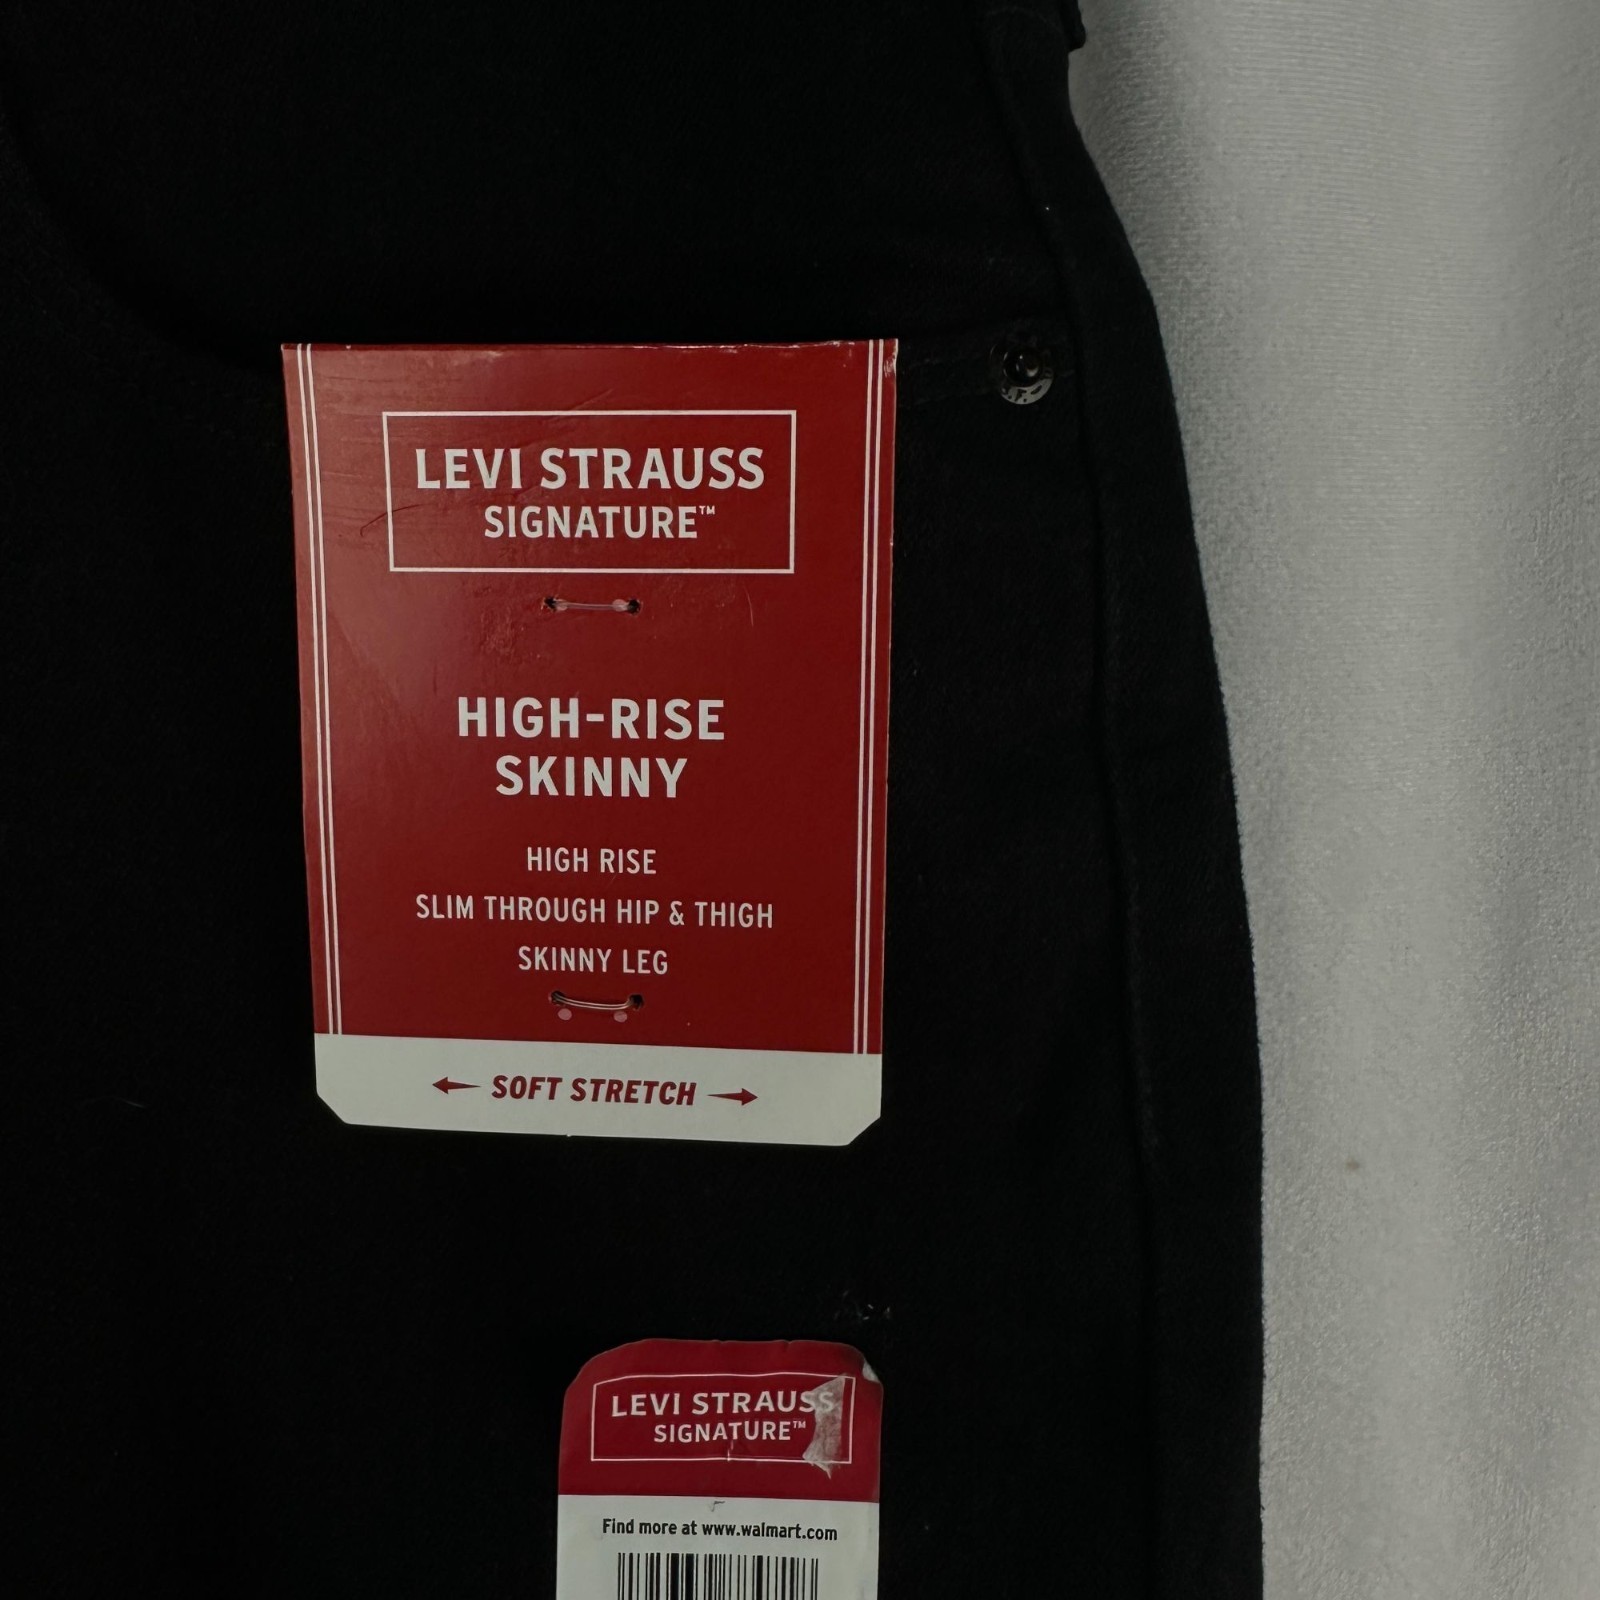 LEVI STRAUSS
SIGNATURE™
HIGH-RISE
SKINNY
HIGH RISE
SLIM THROUGH HIP & THIGH
SKINNY LEG
SOFT STRETCH
LEVI STRAUSS
SIGNATURE™
Find more at www.walmart.com